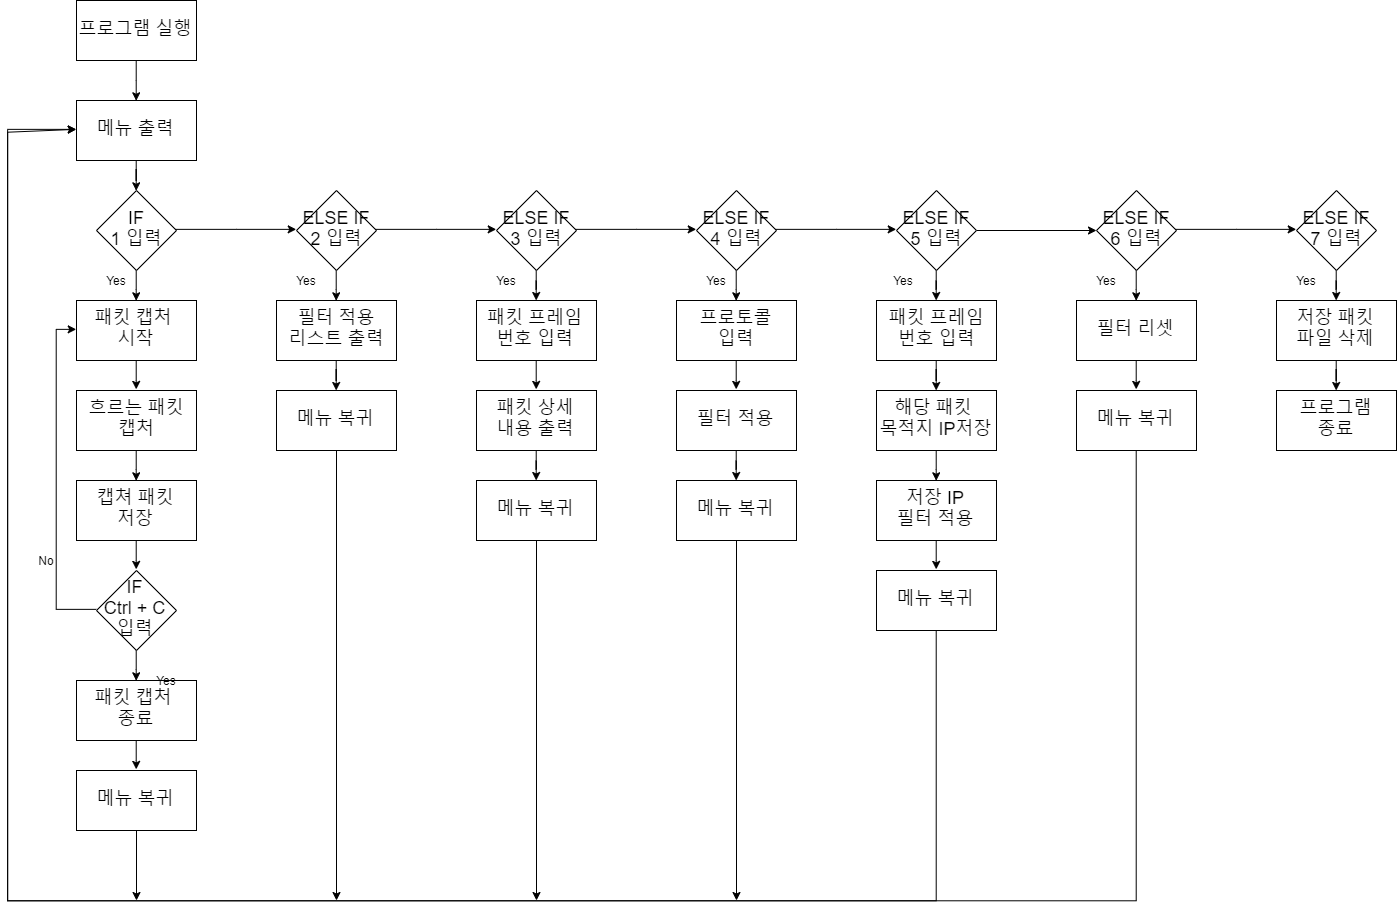 프로그램 실행
메뉴 출력
IF
1 입력
ELSE IF
2 입력
ELSE IF
3 입력
ELSE IF
4 입력
ELSE IF
5 입력
ELSE IF
6 입력
ELSE IF
7 입력
Yes
Yes
Yes
Yes
Yes
Yes
Yes
패킷 캡처
시작
필터 적용
리스트 출력
패킷 프레임
번호 입력
프로토콜
입력
패킷 프레임
번호 입력
필터 리셋
저장 패킷
파일 삭제
흐르는 패킷
캡처
메뉴 복귀
패킷 상세
내용 출력
필터 적용
해당 패킷
목적지 IP저장
메뉴 복귀
프로그램
종료
캡쳐 패킷
저장
메뉴 복귀
메뉴 복귀
저장 IP
필터 적용
No
IF
Ctrl + C
입력
메뉴 복귀
Yes
패킷 캡처
종료
메뉴 복귀